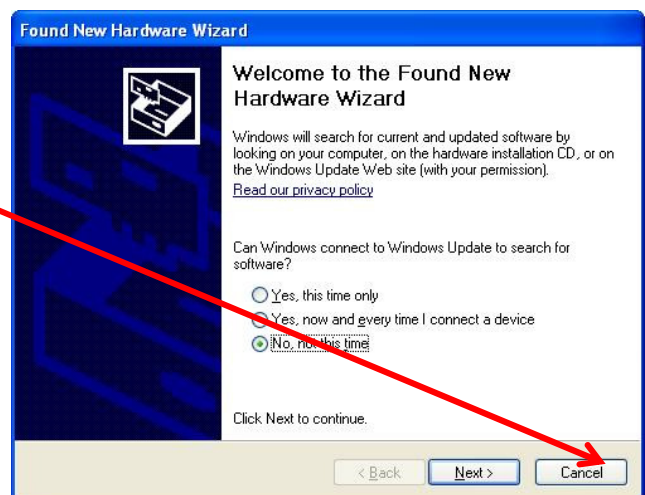 Found New Hardware Wizard
Welcome to the Found New
Hardware Wizard
Windows will search for current and updated software by
looking on your computer, on the hardware installation CD, or on
the Windows Update Web site (with your permission).
Read our privacy policy
Can Windows connect to Windows Update to search for
software?
Yes, this time only
Yes, now and every time I connect a device
No, not this time
Click Next to continue.
< Back Next > Cancel